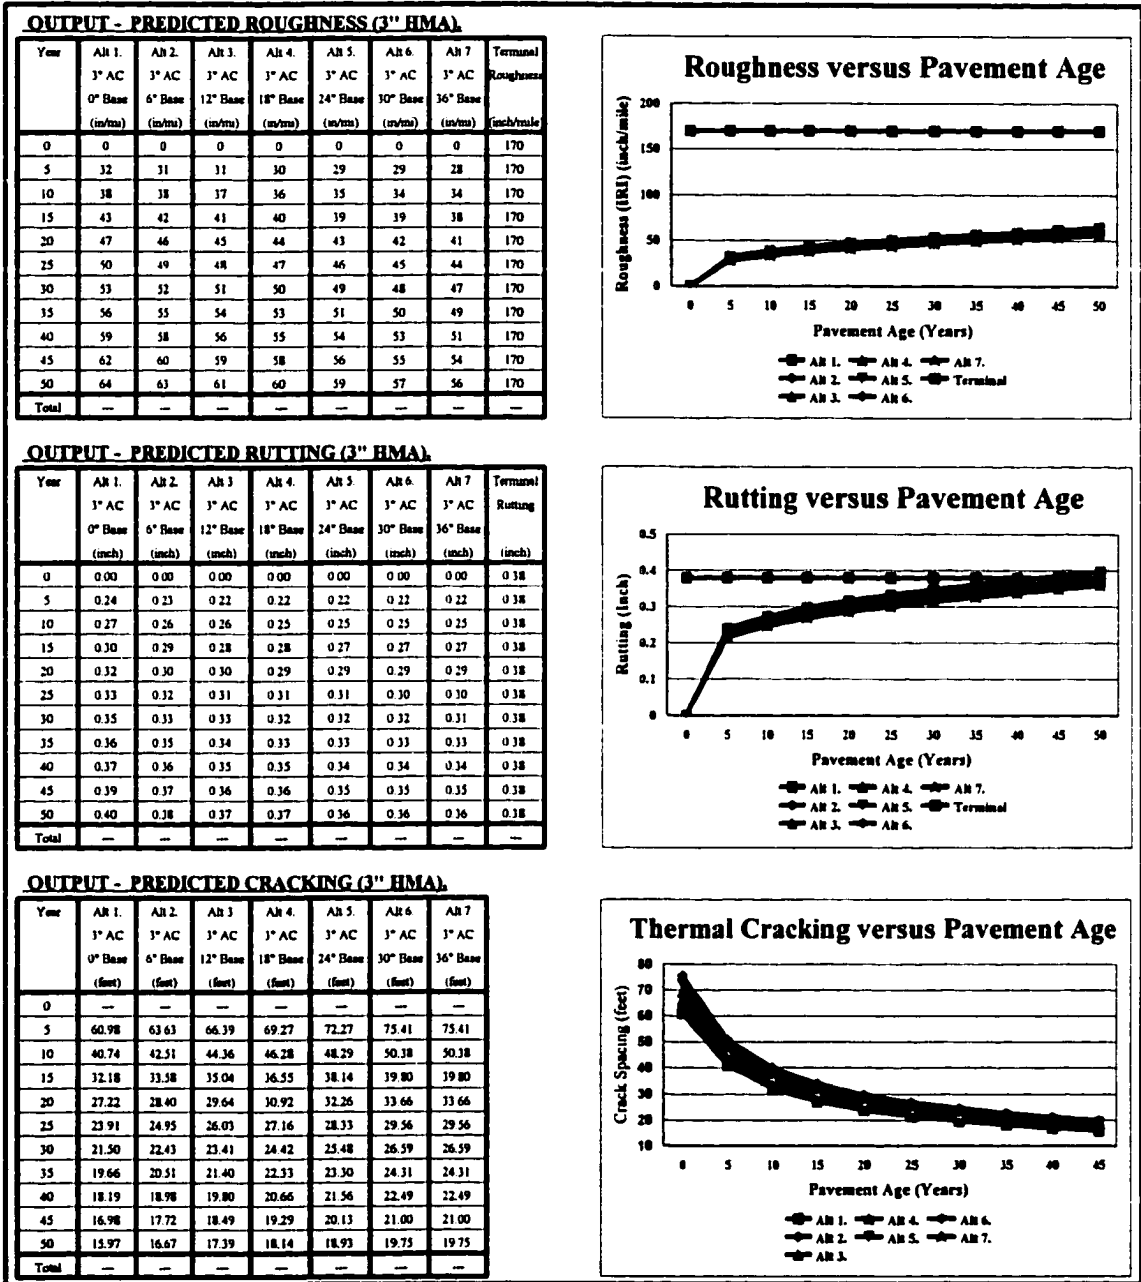 OUTPUT - PREDICTED ROUGHNESS (3" HMA).
Year Alt 1. Alt 2. Alt 3. Alt 4. Alt 5. Alt 6. Alt 7 Terminal
3" AC 3" AC 3" AC 3" AC 3" AC 3" AC 3" AC Roughness
0" Base 6" Base 12" Base 18" Base 24" Base 30" Base 36" Base
(in/mi) (in/mi) (in/mi) (in/mi) (in/mi) (in/mi) (in/mi) (inch/mile)
0 0 0 0 0 0 0 0 170
5 32 31 31 30 29 29 28 170
10 38 38 37 36 35 34 34 170
15 43 42 41 40 39 39 38 170
20 47 46 45 44 43 42 41 170
25 50 49 48 47 46 45 44 170
30 53 52 51 50 49 48 47 170
35 56 55 54 53 51 50 49 170
40 59 58 56 55 54 53 51 170
45 62 60 59 58 56 55 54 170
50 64 63 61 60 59 57 56 170
Total --- --- --- --- --- --- --- ---
Roughness versus Pavement Age
Roughness (IRI) (inch/mile)
200
150
100
50
0
0 5 10 15 20 25 30 35 40 45 50
Pavement Age (Years)
Alt 1. Alt 4. Alt 7.
Alt 2. Alt 5. Terminal
Alt 3. Alt 6.
OUTPUT - PREDICTED RUTTING (3" HMA).
Year Alt 1. Alt 2. Alt 3 Alt 4. Alt 5. Alt 6. Alt 7 Terminal
3" AC 3" AC 3" AC 3" AC 3" AC 3" AC 3" AC Rutting
0" Base 6" Base 12" Base 18" Base 24" Base 30" Base 36" Base
(inch) (inch) (inch) (inch) (inch) (inch) (inch) (inch)
0 0.00 0.00 0.00 0.00 0.00 0.00 0.00 0.38
5 0.24 0.23 0.22 0.22 0.22 0.22 0.22 0.38
10 0.27 0.26 0.26 0.25 0.25 0.25 0.25 0.38
15 0.30 0.29 0.28 0.28 0.27 0.27 0.27 0.38
20 0.32 0.30 0.30 0.29 0.29 0.29 0.29 0.38
25 0.33 0.32 0.31 0.31 0.31 0.30 0.30 0.38
30 0.35 0.33 0.33 0.32 0.32 0.32 0.31 0.38
35 0.36 0.35 0.34 0.33 0.33 0.33 0.33 0.38
40 0.37 0.36 0.35 0.35 0.34 0.34 0.34 0.38
45 0.39 0.37 0.36 0.36 0.35 0.35 0.35 0.38
50 0.40 0.38 0.37 0.37 0.36 0.36 0.36 0.38
Total --- --- --- --- --- --- --- ---
Rutting versus Pavement Age
Rutting (Inch)
0.5
0.4
0.3
0.2
0.1
0
0 5 10 15 20 25 30 35 40 45 50
Pavement Age (Years)
Alt 1. Alt 4. Alt 7.
Alt 2. Alt 5. Terminal
Alt 3. Alt 6.
OUTPUT - PREDICTED CRACKING (3" HMA).
Year Alt 1. Alt 2. Alt 3 Alt 4. Alt 5. Alt 6 Alt 7
3" AC 3" AC 3" AC 3" AC 3" AC 3" AC 3" AC
0" Base 6" Base 12" Base 18" Base 24" Base 30" Base 36" Base
(feet) (feet) (feet) (feet) (feet) (feet) (feet)
0 --- --- --- --- --- --- ---
5 60.98 63.63 66.39 69.27 72.27 75.41 75.41
10 40.74 42.51 44.36 46.28 48.29 50.38 50.38
15 32.18 33.58 35.04 36.55 38.14 39.80 39.80
20 27.22 28.40 29.64 30.92 32.26 33.66 33.66
25 23.91 24.95 26.03 27.16 28.33 29.56 29.56
30 21.50 22.43 23.41 24.42 25.48 26.59 26.59
35 19.66 20.51 21.40 22.33 23.30 24.31 24.31
40 18.19 18.98 19.80 20.66 21.56 22.49 22.49
45 16.98 17.72 18.49 19.29 20.13 21.00 21.00
50 15.97 16.67 17.39 18.14 18.93 19.75 19.75
Total --- --- --- --- --- --- ---
Thermal Cracking versus Pavement Age
Crack Spacing (feet)
80
70
60
50
40
30
20
10
0 5 10 15 20 25 30 35 40 45
Pavement Age (Years)
Alt 1. Alt 4. Alt 6.
Alt 2. Alt 5. Alt 7.
Alt 3.